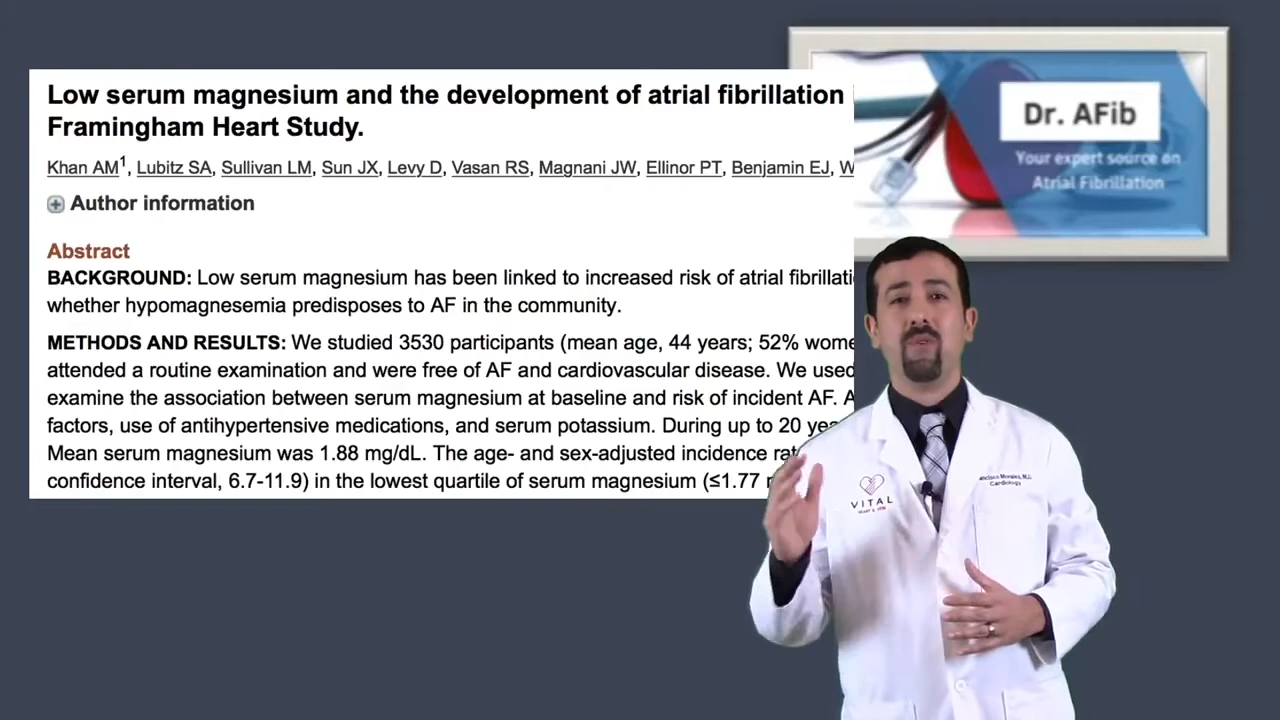 Low serum magnesium and the development of atrial fibrillation
Framingham Heart Study.
Khan AM1, Lubitz SA, Sullivan LM, Sun JX, Levy D, Vasan RS, Magnani JW, Ellinor PT, Benjamin EJ, W
Author information
Abstract
BACKGROUND: Low serum magnesium has been linked to increased risk of atrial fibrillati
whether hypomagnesemia predisposes to AF in the community.
METHODS AND RESULTS: We studied 3530 participants (mean age, 44 years; 52% wome
attended a routine examination and were free of AF and cardiovascular disease. We used
examine the association between serum magnesium at baseline and risk of incident AF. A
factors, use of antihypertensive medications, and serum potassium. During up to 20 yea
Mean serum magnesium was 1.88 mg/dL. The age- and sex-adjusted incidence rat
confidence interval, 6.7-11.9) in the lowest quartile of serum magnesium (≤1.77
Dr. AFib
Your expert source on
Atrial Fibrillation
VITAL
HEART & VEIN
ancisco Morales, M.D.
Cardiology